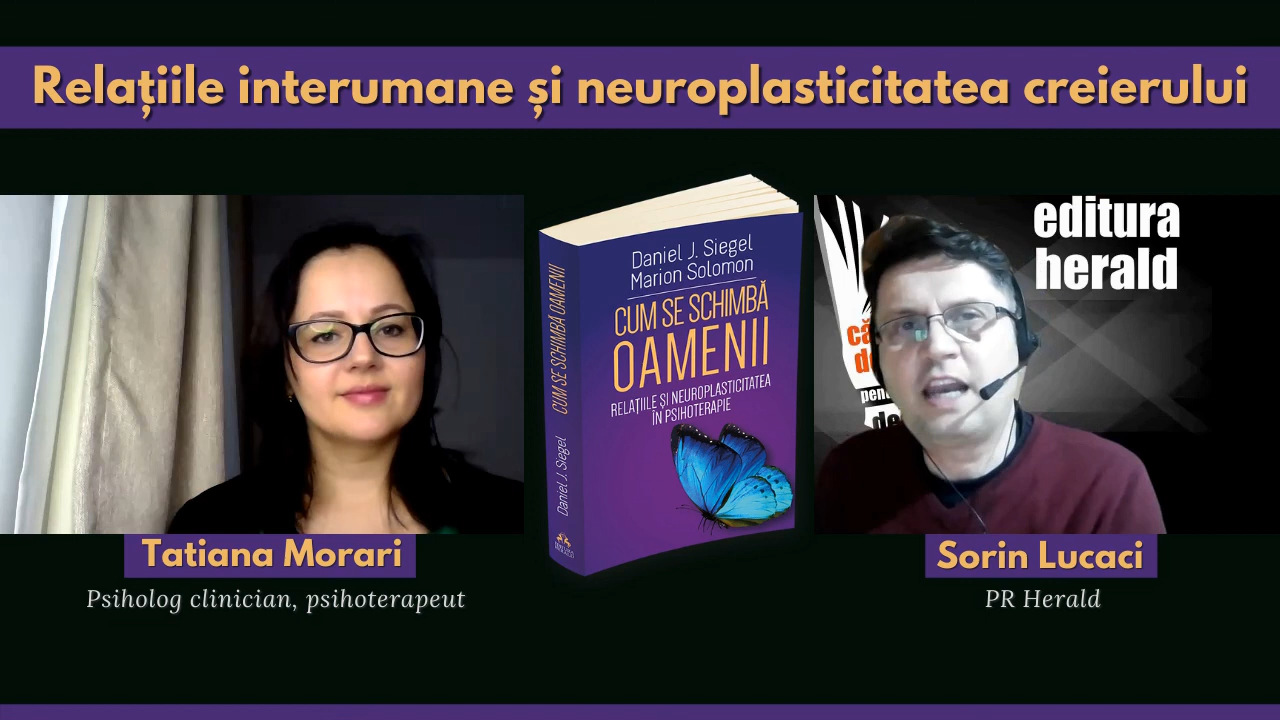 Relațiile interumane și neuroplasticitatea creierului
Daniel J. Siegel
Marion Solomon
CUM SE SCHIMBĂ
OAMENII
RELAȚIILE ȘI NEUROPLASTICITATEA
ÎN PSIHOTERAPIE
CUM SE SCHIMBĂ OAMENII
Daniel J. Siegel
editura
herald
Tatiana Morari
Psiholog clinician, psihoterapeut
Sorin Lucaci
PR Herald